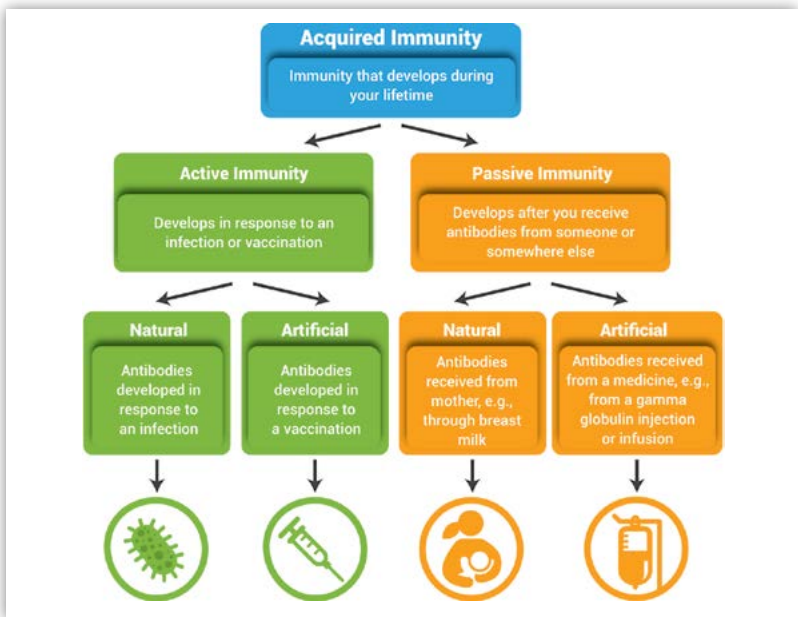 Acquired Immunity
Immunity that develops during
your lifetime
Active Immunity
Develops in response to an
infection or vaccination
Passive Immunity
Develops after you receive
antibodies from someone or
somewhere else
Natural
Antibodies
developed in
response to
an infection
Artificial
Antibodies
developed in
response to
a vaccination
Natural
Antibodies
received from
mother, e.g.,
through breast
milk
Artificial
Antibodies received
from a medicine, e.g.,
from a gamma
globulin injection
or infusion